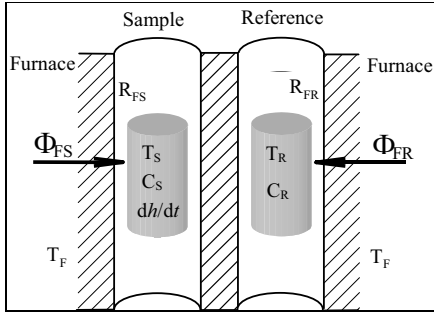 Sample Reference
Furnace Furnace
R_FS R_FR
Φ_FS T_S T_R Φ_FR
C_S C_R
dh/dt
T_F T_F